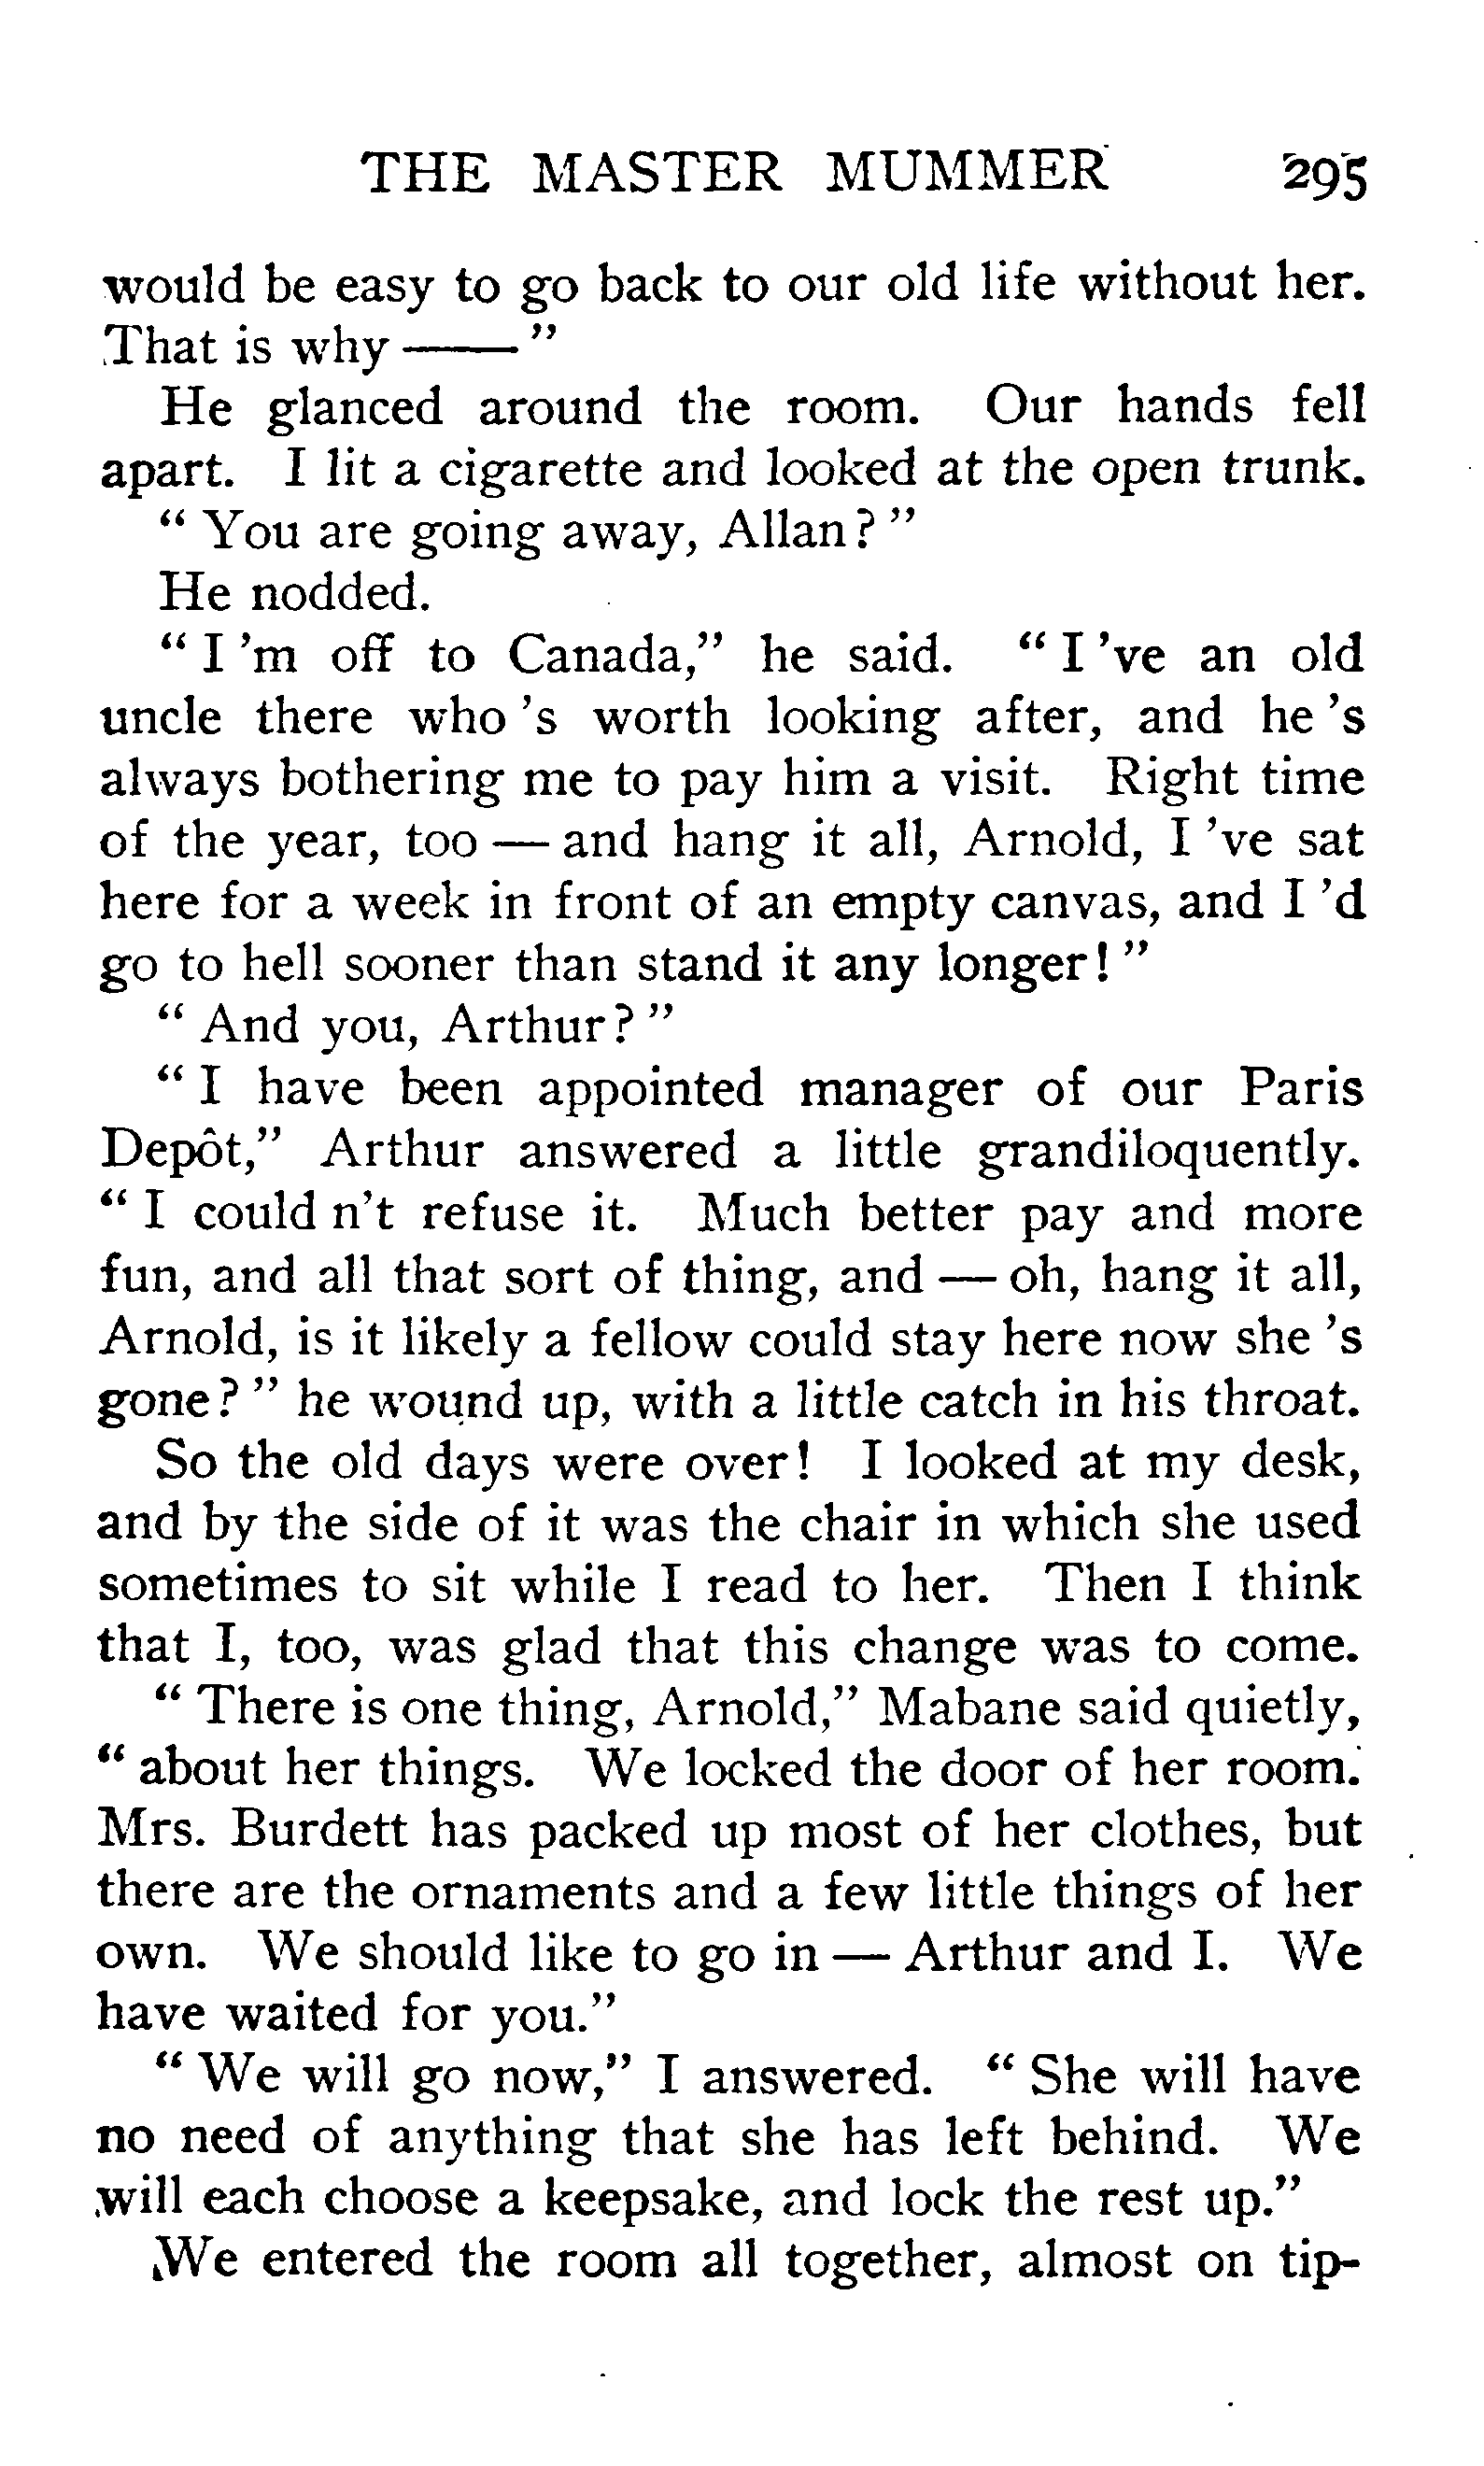 THE MASTER MUMMER 295
would be easy to go back to our old life without her.
That is why —— "
He glanced around the room. Our hands fell
apart. I lit a cigarette and looked at the open trunk.
" You are going away, Allan? "
He nodded.
" I 'm off to Canada," he said. " I 've an old
uncle there who 's worth looking after, and he 's
always bothering me to pay him a visit. Right time
of the year, too — and hang it all, Arnold, I 've sat
here for a week in front of an empty canvas, and I 'd
go to hell sooner than stand it any longer! "
" And you, Arthur? "
" I have been appointed manager of our Paris
Depôt," Arthur answered a little grandiloquently.
" I could n't refuse it. Much better pay and more
fun, and all that sort of thing, and — oh, hang it all,
Arnold, is it likely a fellow could stay here now she 's
gone? " he wound up, with a little catch in his throat.
So the old days were over! I looked at my desk,
and by the side of it was the chair in which she used
sometimes to sit while I read to her. Then I think
that I, too, was glad that this change was to come.
" There is one thing, Arnold," Mabane said quietly,
" about her things. We locked the door of her room.
Mrs. Burdett has packed up most of her clothes, but
there are the ornaments and a few little things of her
own. We should like to go in — Arthur and I. We
have waited for you."
" We will go now," I answered. " She will have
no need of anything that she has left behind. We
will each choose a keepsake, and lock the rest up."
We entered the room all together, almost on tip-